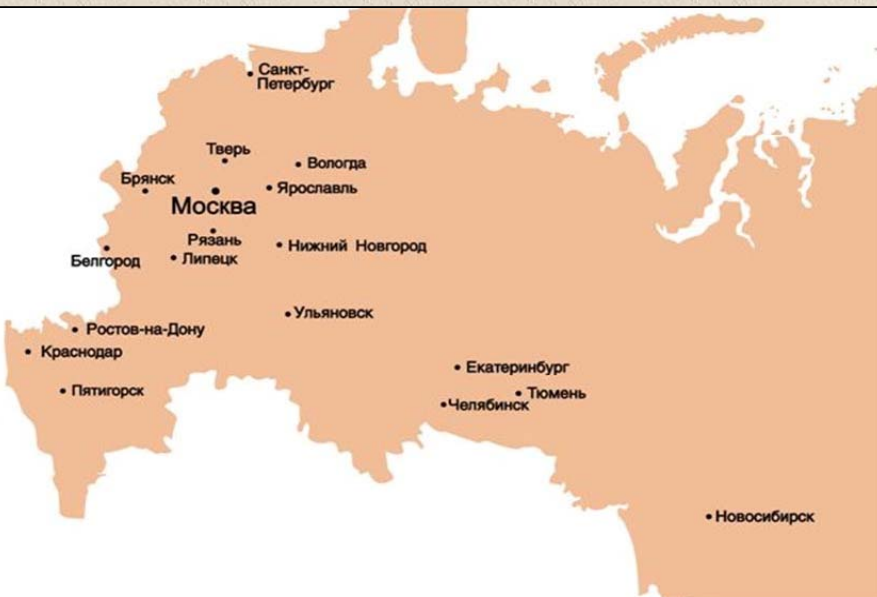 Санкт-
Петербург
Тверь
Вологда
Брянск
Ярославль
Москва
Рязань
Нижний Новгород
Белгород
Липецк
Ульяновск
Ростов-на-Дону
Краснодар
Екатеринбург
Пятигорск
Тюмень
Челябинск
Новосибирск